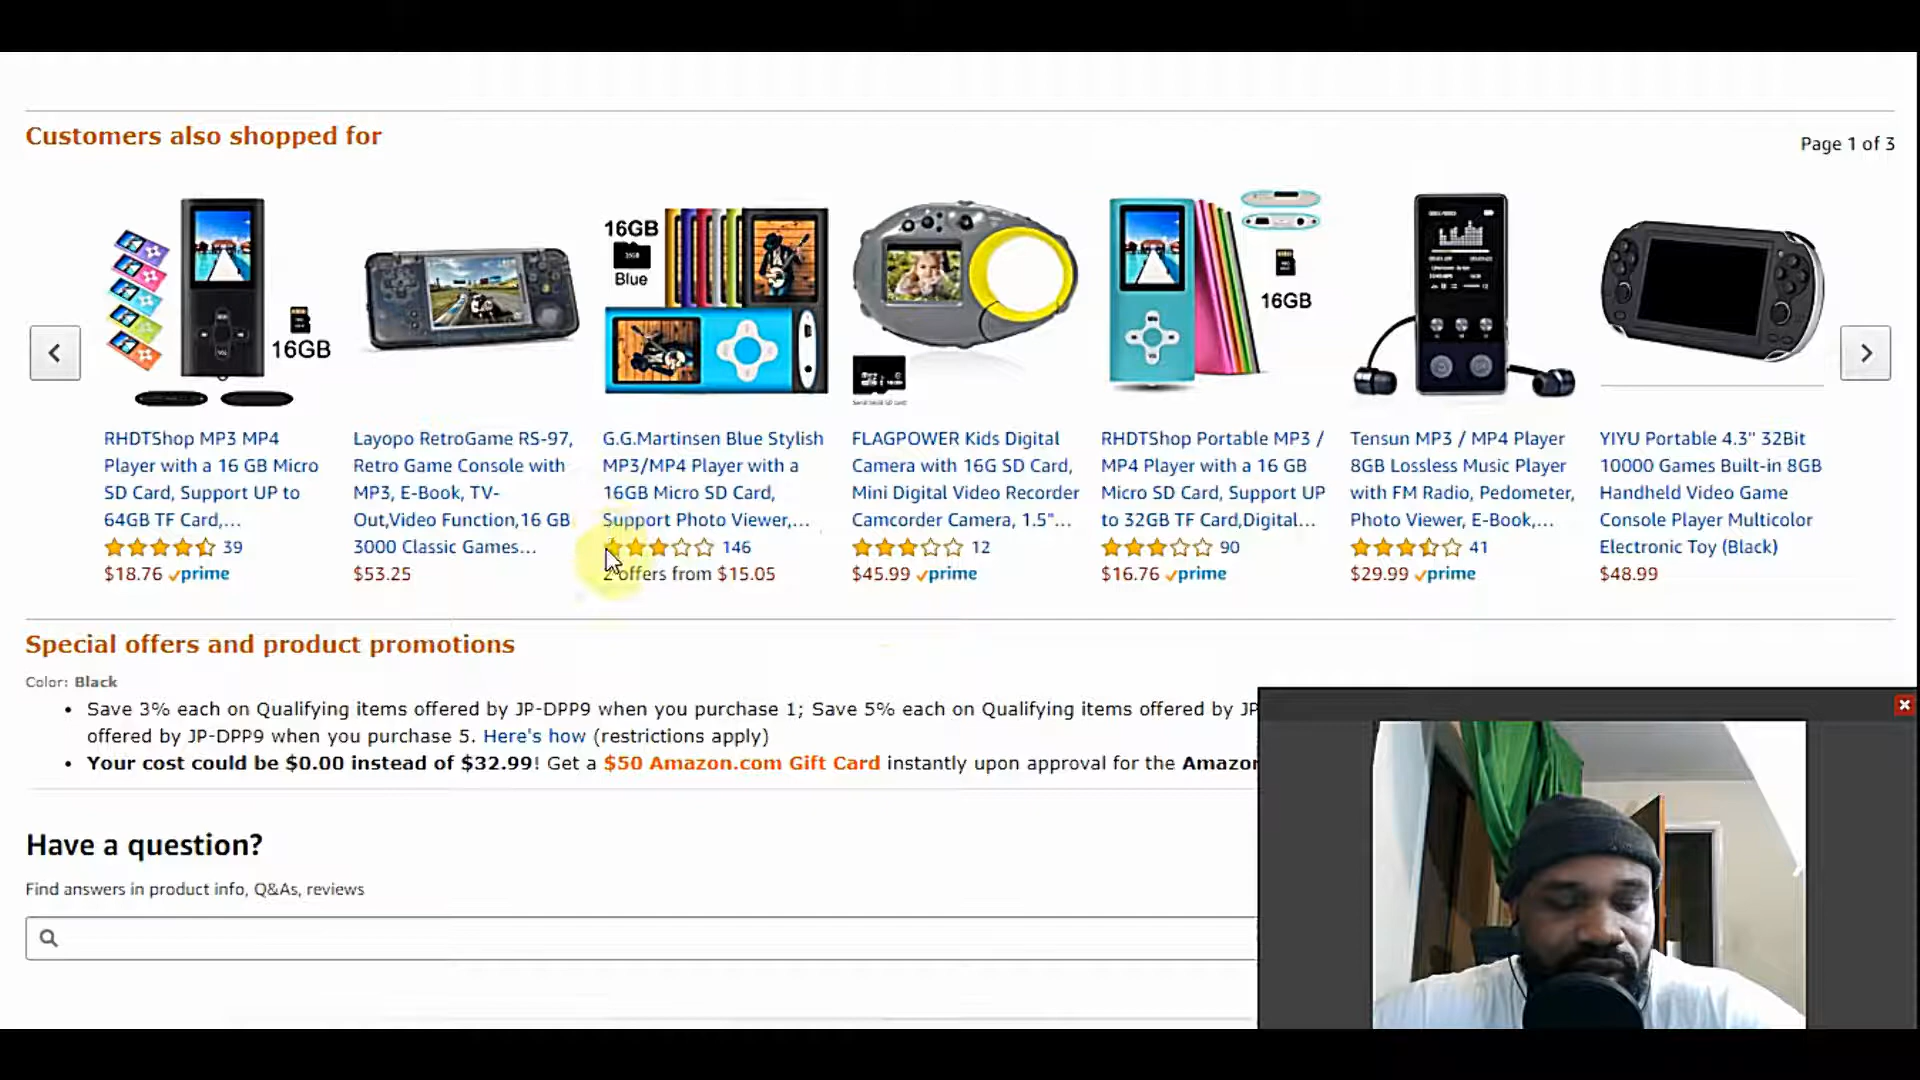 Customers also shopped for
Page 1 of 3
16GB
16GB
Blue
16GB
RHDTShop MP3 MP4
Player with a 16 GB Micro
SD Card, Support UP to
64GB TF Card,...
39
$18.76 prime
Layopo RetroGame RS-97,
Retro Game Console with
MP3, E-Book, TV-
Out,Video Function,16 GB
3000 Classic Games...
$53.25
G.G.Martinsen Blue Stylish
MP3/MP4 Player with a
16GB Micro SD Card,
Support Photo Viewer,...
146
2 offers from $15.05
FLAGPOWER Kids Digital
Camera with 16G SD Card,
Mini Digital Video Recorder
Camcorder Camera, 1.5"...
12
$45.99 prime
RHDTShop Portable MP3 /
MP4 Player with a 16 GB
Micro SD Card, Support UP
to 32GB TF Card,Digital...
90
$16.76 prime
Tensun MP3 / MP4 Player
8GB Lossless Music Player
with FM Radio, Pedometer,
Photo Viewer, E-Book,...
41
$29.99 prime
YIYU Portable 4.3" 32Bit
10000 Games Built-in 8GB
Handheld Video Game
Console Player Multicolor
Electronic Toy (Black)
$48.99
Special offers and product promotions
Color: Black
• Save 3% each on Qualifying items offered by JP-DPP9 when you purchase 1; Save 5% each on Qualifying items offered by JP
offered by JP-DPP9 when you purchase 5. Here's how (restrictions apply)
• Your cost could be $0.00 instead of $32.99! Get a $50 Amazon.com Gift Card instantly upon approval for the Amazon
Have a question?
Find answers in product info, Q&As, reviews